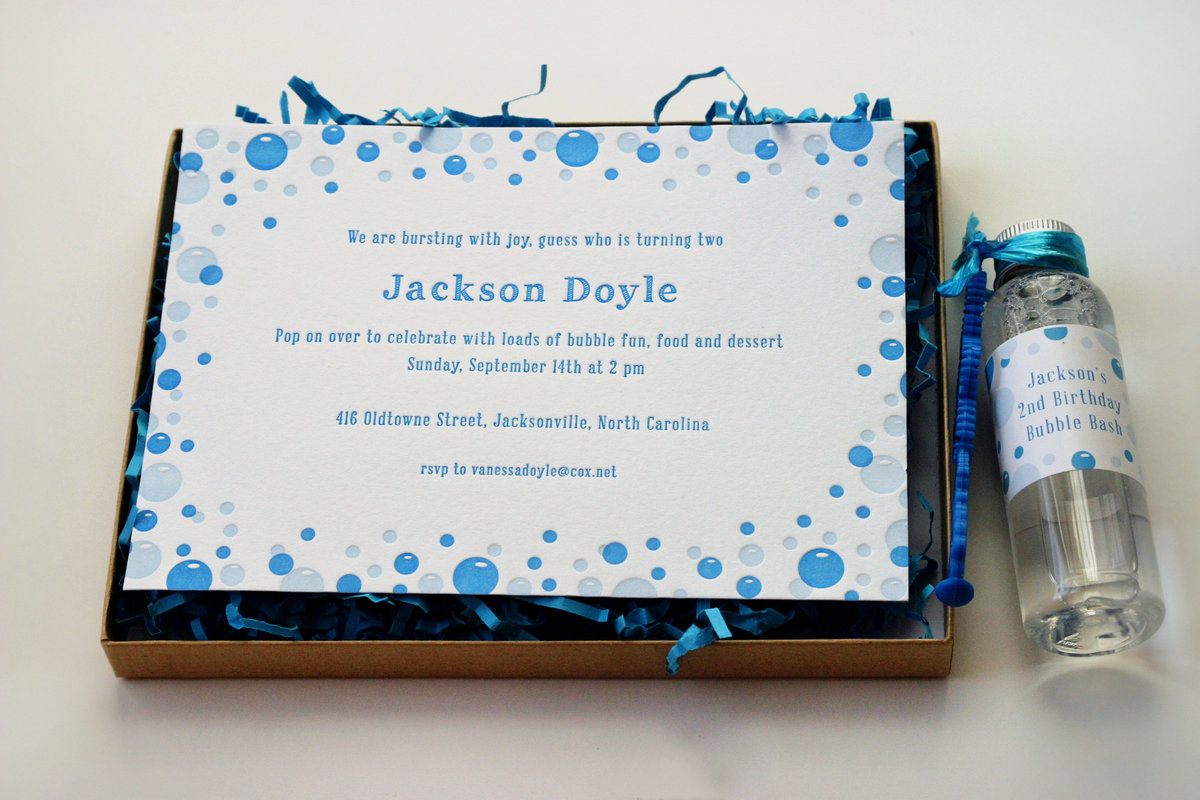 We are bursting with joy, guess who is turning two
Jackson Doyle
Pop on over to celebrate with loads of bubble fun, food and dessert
Sunday, September 14th at 2 pm
416 Oldtowne Street, Jacksonville, North Carolina
rsvp to vanessadoyle@cox.net
Jackson's
2nd Birthday
Bubble Bash